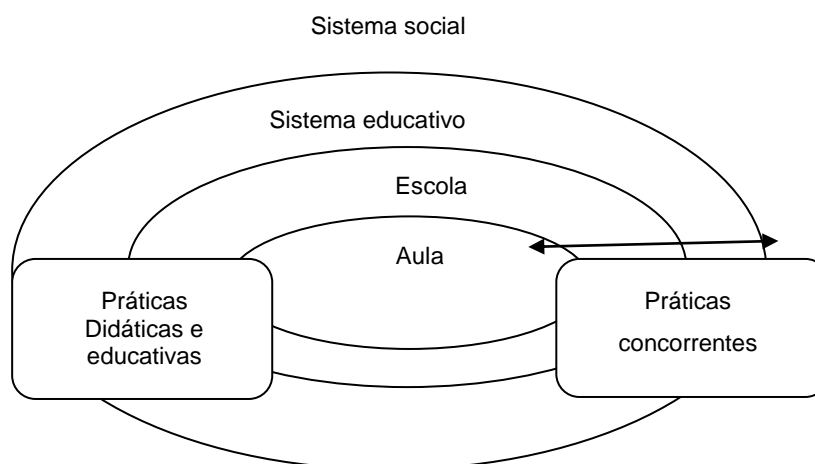 Sistema social
Sistema educativo
Escola
Aula
Práticas
Didáticas e
educativas
Práticas
concorrentes